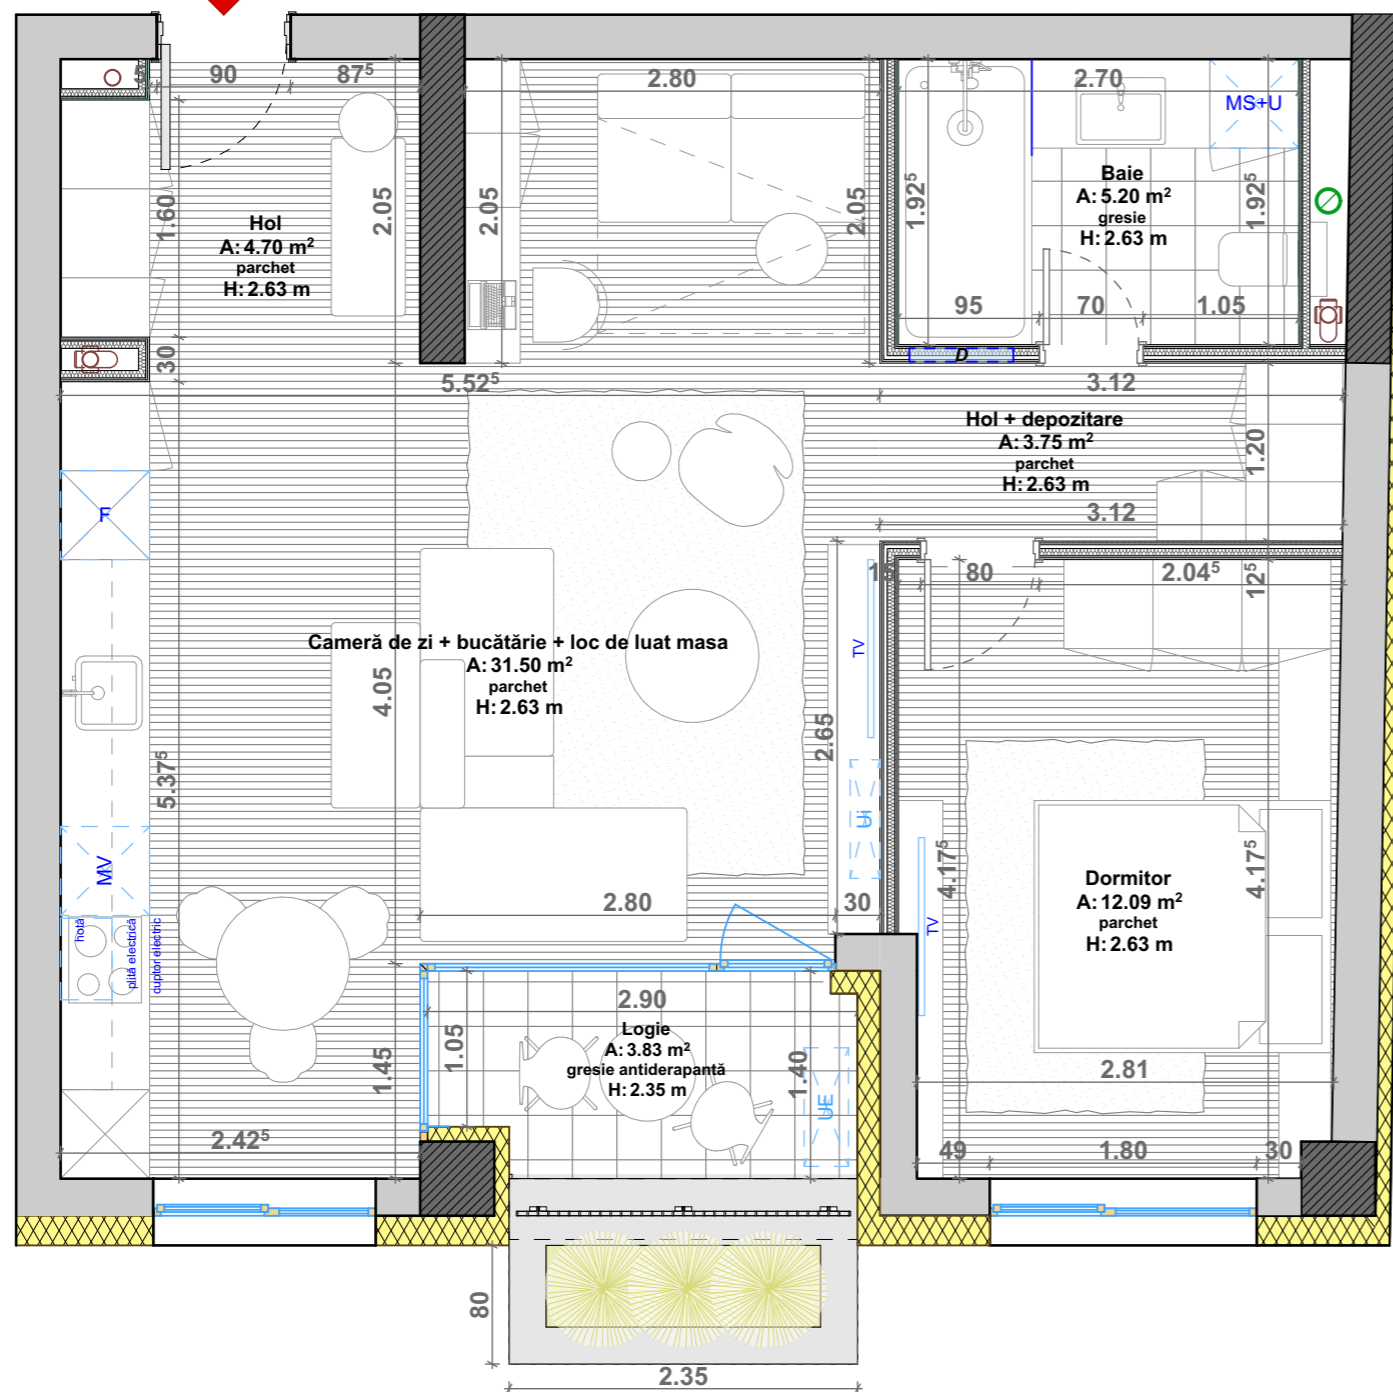 5
90
87⁵
2.80
2.70
MS+U
1.60
2.05
2.05
2.05
1.92⁵
1.92⁵
Hol
A: 4.70 m²
parchet
H: 2.63 m
Baie
A: 5.20 m²
gresie
H: 2.63 m
95
70
1.05
30
D
5.52⁵
3.12
Hol + depozitare
A: 3.75 m²
parchet
H: 2.63 m
1.20
3.12
F
15
80
2.04⁵
12⁵
Cameră de zi + bucătărie + loc de luat masa
A: 31.50 m²
parchet
H: 2.63 m
TV
4.05
2.65
5.37⁵
UI
MV
4.17⁵
4.17⁵
Dormitor
A: 12.09 m²
parchet
H: 2.63 m
TV
2.80
30
hotă
plită electrică
cuptor electric
2.90
Logie
A: 3.83 m²
gresie antiderapantă
H: 2.35 m
1.05
1.40
1.45
UE
2.81
2.42⁵
49
1.80
30
80
2.35